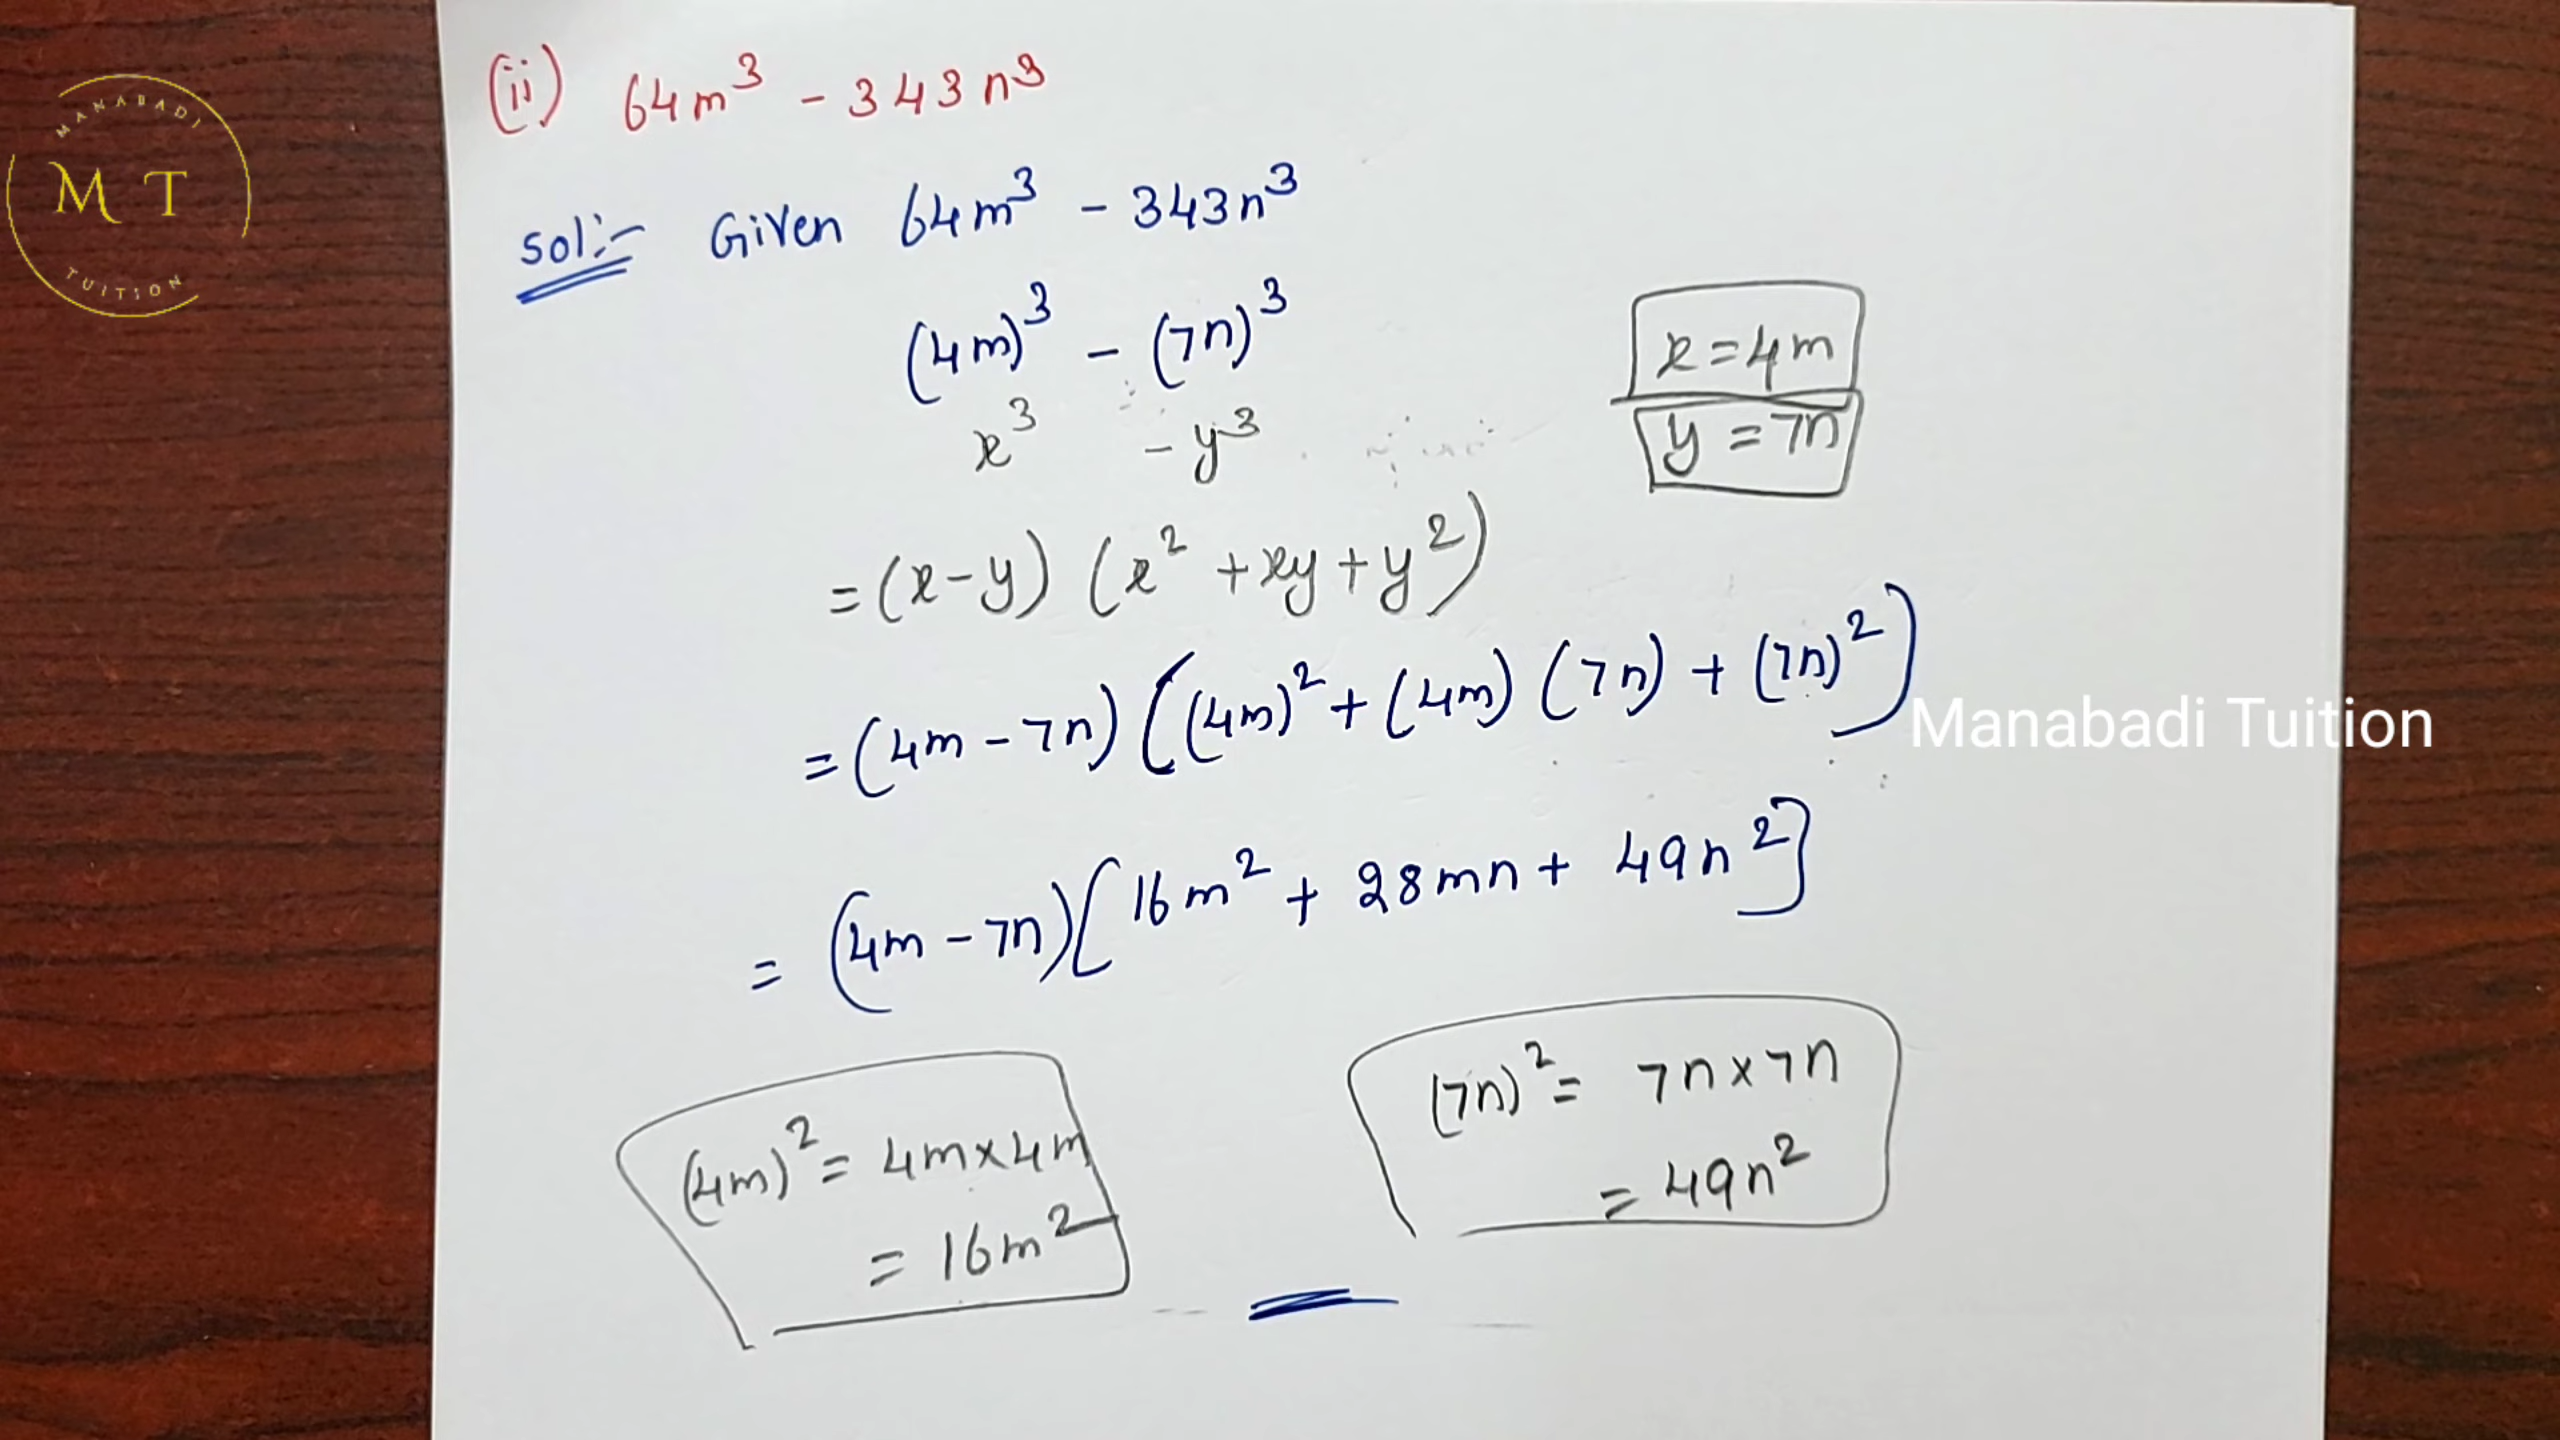 MANABADI
MT
TUITION
(ii) 64m³ - 343n³
Sol:- Given 64m³ - 343n³
(4m)³ - (7n)³
x³ - y³
x = 4m
y = 7n
= (x-y) (x² + xy + y²)
= (4m - 7n) ((4m)² + (4m) (7n) + (7n)²)
Manabadi Tuition
= (4m - 7n) [16m² + 28mn + 49n²]
(4m)² = 4m×4m
= 16m²
(7n)² = 7n×7n
= 49n²